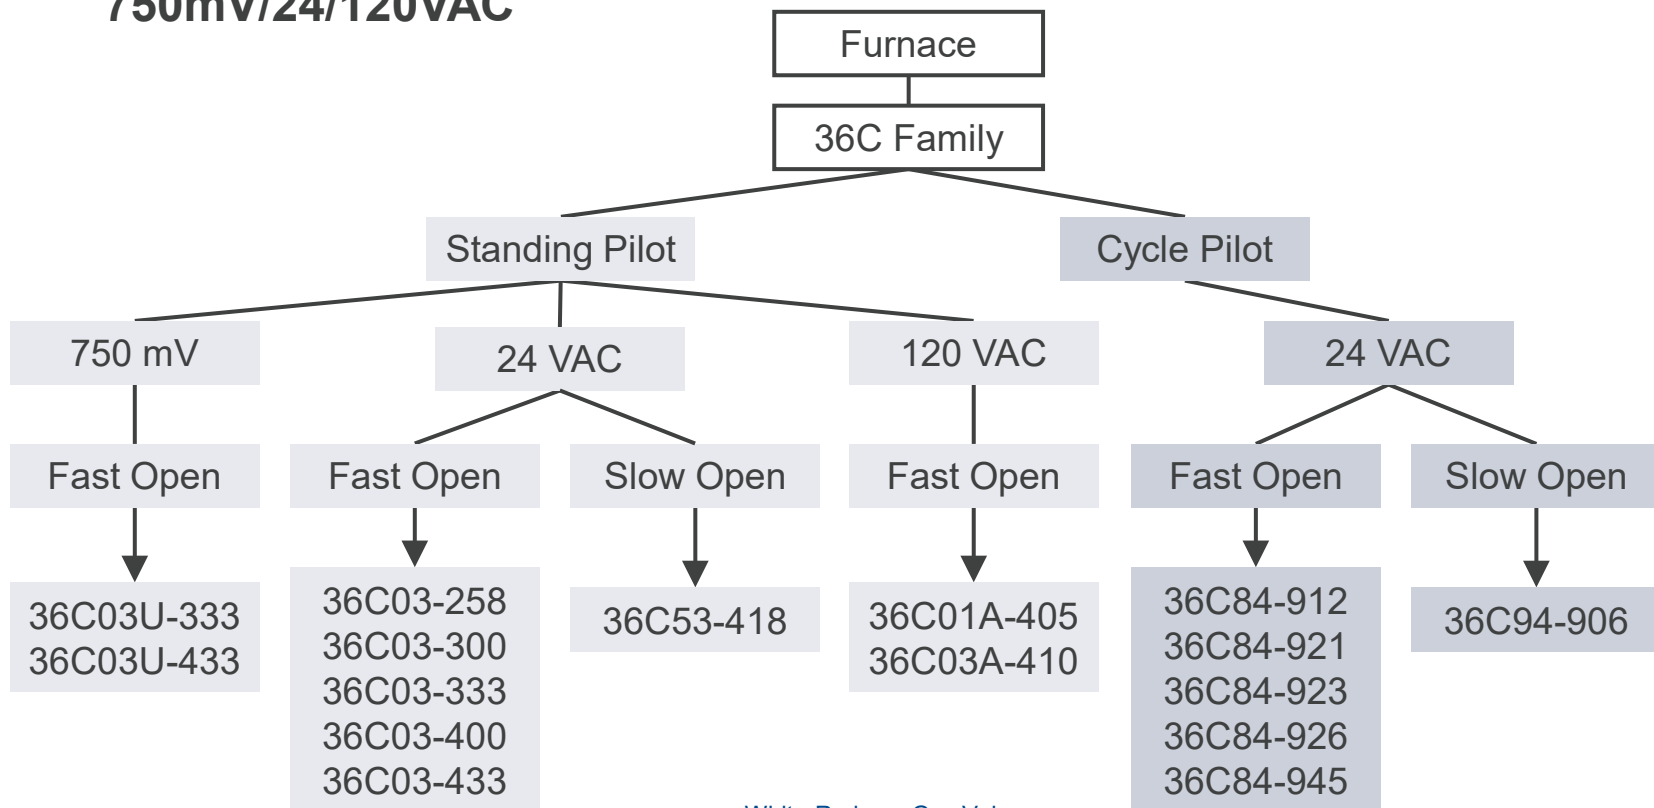 750mV/24/120VAC
Furnace
36C Family
Standing Pilot
Cycle Pilot
750 mV
24 VAC
120 VAC
24 VAC
Fast Open
Fast Open
Slow Open
Fast Open
Fast Open
Slow Open
36C03U-333
36C03U-433
36C03-258
36C03-300
36C03-333
36C03-400
36C03-433
36C53-418
36C01A-405
36C03A-410
36C84-912
36C84-921
36C84-923
36C84-926
36C84-945
36C94-906